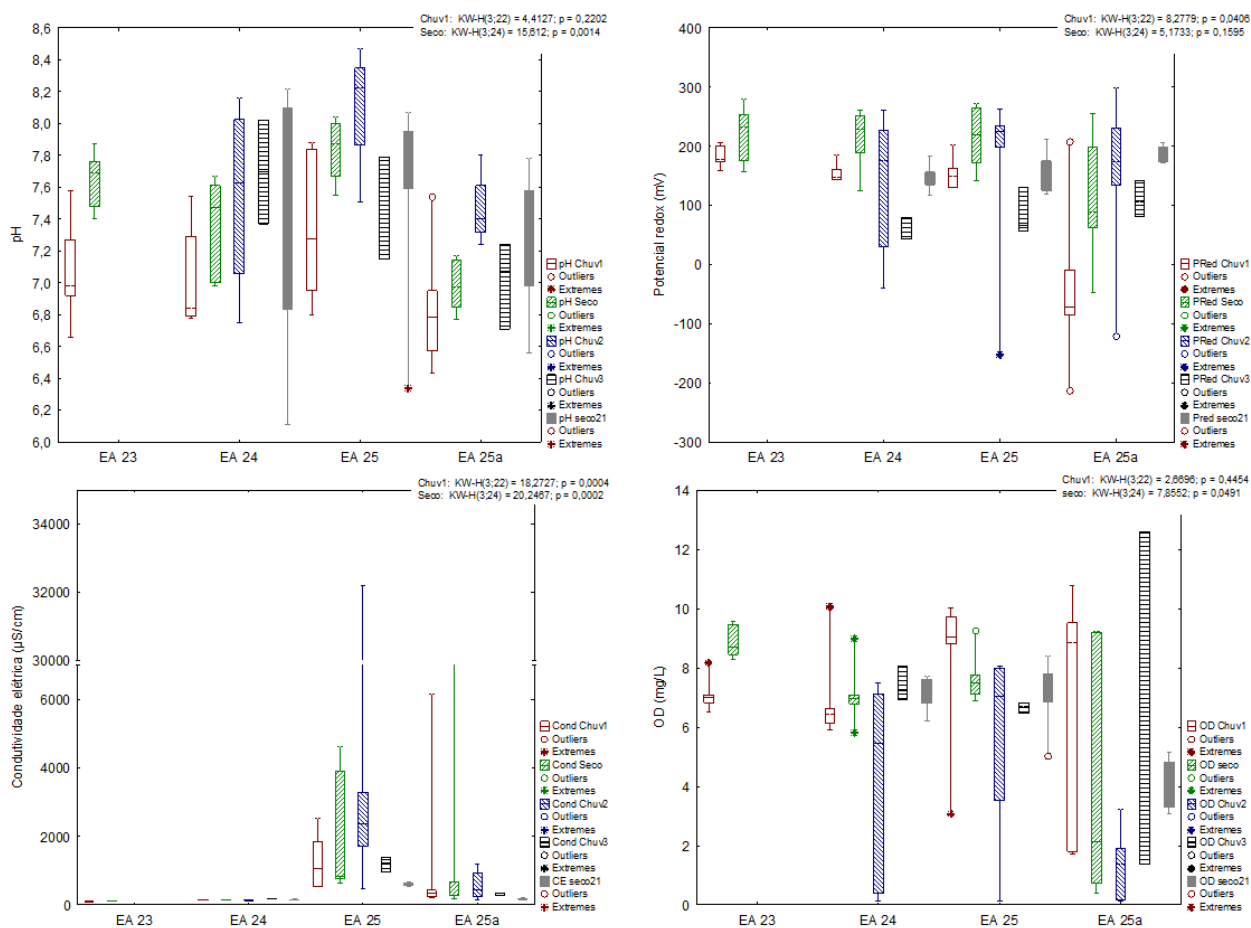 Chuv1: KW-H(3;22) = 4,4127; p = 0,2202
Seco: KW-H(3;24) = 15,612; p = 0,0014
8,6
8,4
8,2
8,0
7,8
7,6
7,4
7,2
7,0
6,8
6,6
6,4
6,2
6,0
pH
EA 23
EA 24
EA 25
EA 25a
pH Chuv1
Outliers
Extremes
pH Seco
Outliers
Extremes
pH Chuv2
Outliers
Extremes
pH Chuv3
Outliers
Extremes
pH seco21
Outliers
Extremes
Chuv1: KW-H(3;22) = 8,2779; p = 0,0406
Seco: KW-H(3;24) = 5,1733; p = 0,1595
400
300
200
100
0
-100
-200
-300
Potencial redox (mV)
EA 23
EA 24
EA 25
EA 25a
PRed Chuv1
Outliers
Extremes
PRed Seco
Outliers
Extremes
PRed Chuv2
Outliers
Extremes
PRed Chuv3
Outliers
Extremes
Pred seco21
Outliers
Extremes
Chuv1: KW-H(3;22) = 18,2727; p = 0,0004
Seco: KW-H(3;24) = 20,2467; p = 0,0002
34000
32000
30000
6000
4000
2000
0
Condutividade elétrica (µS/cm)
EA 23
EA 24
EA 25
EA 25a
Cond Chuv1
Outliers
Extremes
Cond Seco
Outliers
Extremes
Cond Chuv2
Outliers
Extremes
Cond Chuv3
Outliers
Extremes
CE seco21
Outliers
Extremes
Chuv1: KW-H(3;22) = 2,6696; p = 0,4454
seco: KW-H(3;24) = 7,8552; p = 0,0491
14
12
10
8
6
4
2
0
OD (mg/L)
EA 23
EA 24
EA 25
EA 25a
OD Chuv1
Outliers
Extremes
OD seco
Outliers
Extremes
OD Chuv2
Outliers
Extremes
OD Chuv3
Outliers
Extremes
OD seco21
Outliers
Extremes